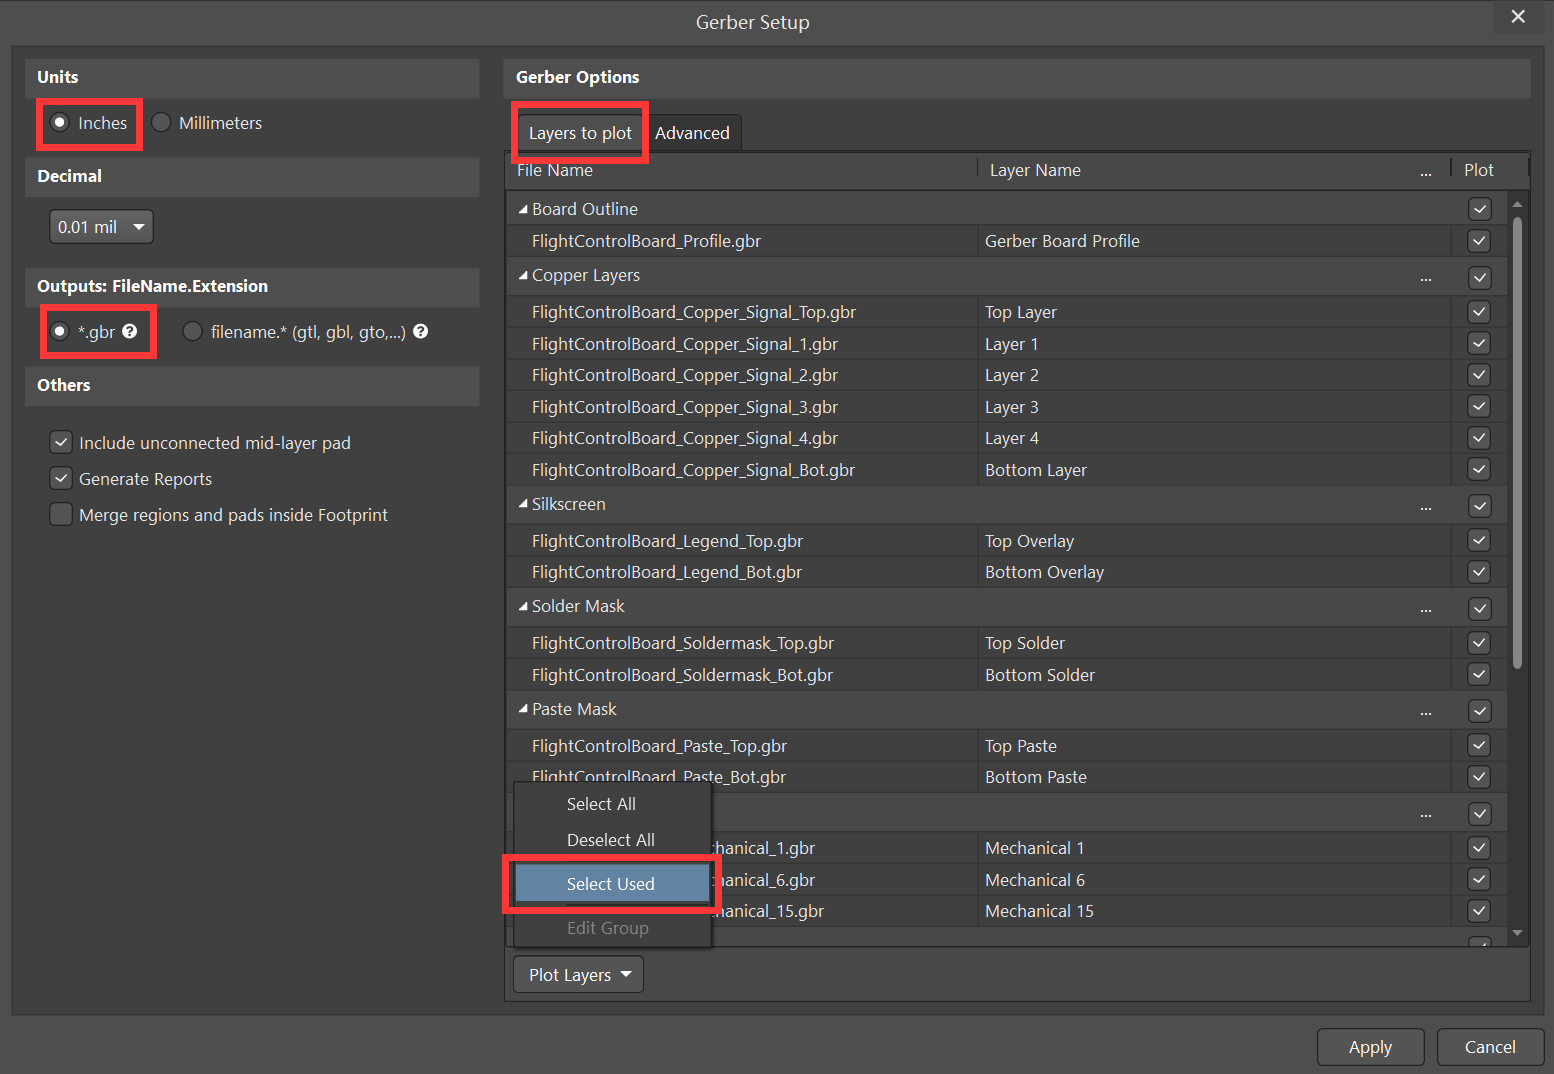 Gerber Setup
Units
Inches Millimeters
Decimal
0.01 mil
Outputs: FileName.Extension
*.gbr filename.* (gtl, gbl, gto,...)
Others
Include unconnected mid-layer pad
Generate Reports
Merge regions and pads inside Footprint
Gerber Options
Layers to plot Advanced
File Name Layer Name ... Plot
Board Outline
FlightControlBoard_Profile.gbr Gerber Board Profile
Copper Layers ...
FlightControlBoard_Copper_Signal_Top.gbr Top Layer
FlightControlBoard_Copper_Signal_1.gbr Layer 1
FlightControlBoard_Copper_Signal_2.gbr Layer 2
FlightControlBoard_Copper_Signal_3.gbr Layer 3
FlightControlBoard_Copper_Signal_4.gbr Layer 4
FlightControlBoard_Copper_Signal_Bot.gbr Bottom Layer
Silkscreen ...
FlightControlBoard_Legend_Top.gbr Top Overlay
FlightControlBoard_Legend_Bot.gbr Bottom Overlay
Solder Mask ...
FlightControlBoard_Soldermask_Top.gbr Top Solder
FlightControlBoard_Soldermask_Bot.gbr Bottom Solder
Paste Mask ...
FlightControlBoard_Paste_Top.gbr Top Paste
FlightControlBoard_Paste_Bot.gbr Bottom Paste
...
hanical_1.gbr Mechanical 1
hanical_6.gbr Mechanical 6
hanical_15.gbr Mechanical 15
Select All
Deselect All
Select Used
Edit Group
Plot Layers
Apply Cancel